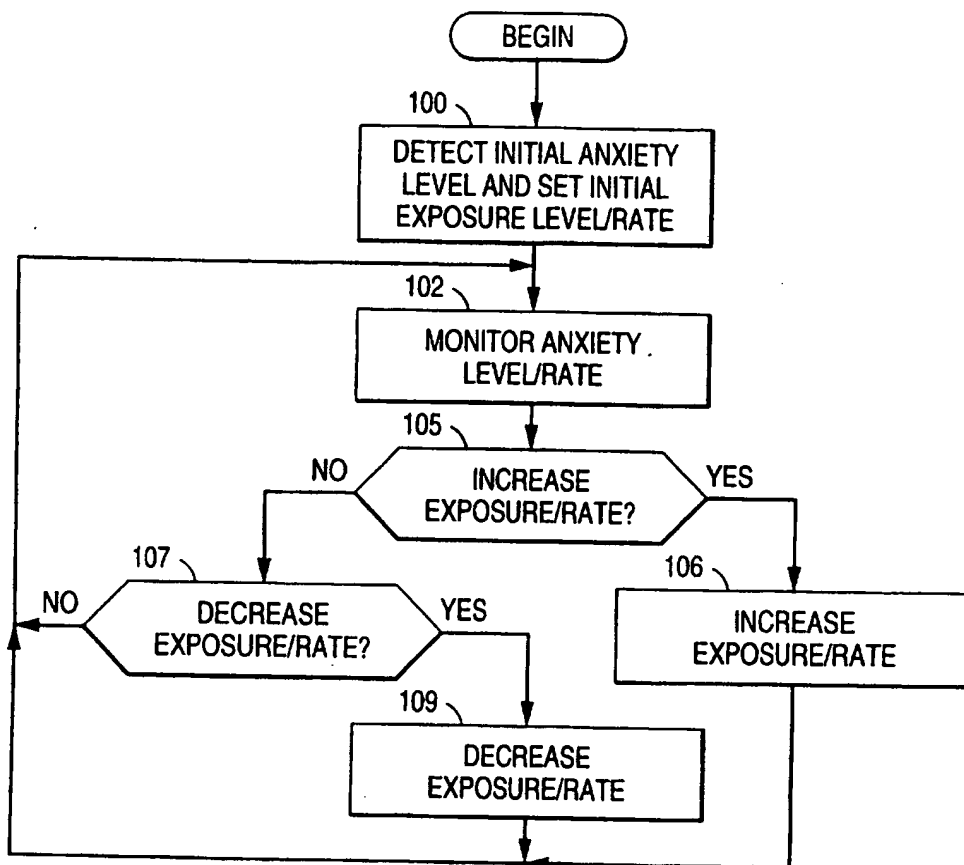 BEGIN
100
DETECT INITIAL ANXIETY
LEVEL AND SET INITIAL
EXPOSURE LEVEL/RATE
102
MONITOR ANXIETY
LEVEL/RATE
105
NO
INCREASE
EXPOSURE/RATE?
YES
107
NO
DECREASE
EXPOSURE/RATE?
YES
106
INCREASE
EXPOSURE/RATE
109
DECREASE
EXPOSURE/RATE